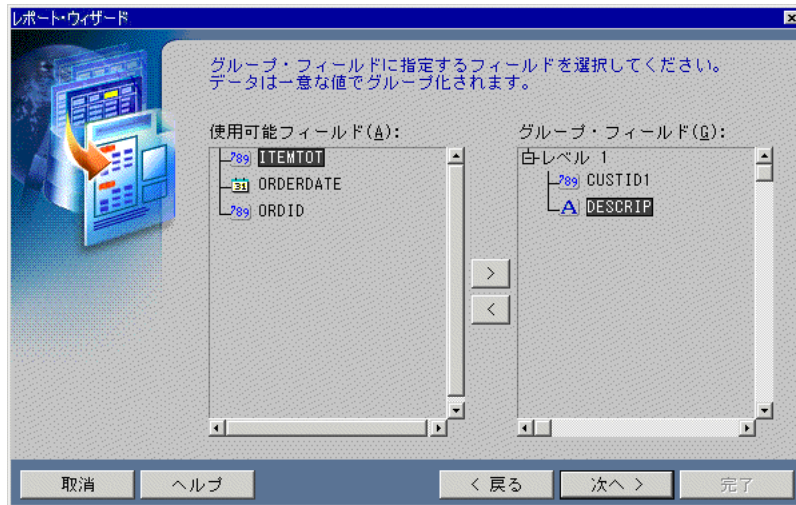 レポート・ウィザード
グループ・フィールドに指定するフィールドを選択してください。
データは一意な値でグループ化されます。
使用可能フィールド(A):
グループ・フィールド(G):
ITEMTOT
ORDERDATE
ORDID
レベル 1
CUSTID1
DESCRIP
>
<
取消
ヘルプ
< 戻る
次へ >
完了